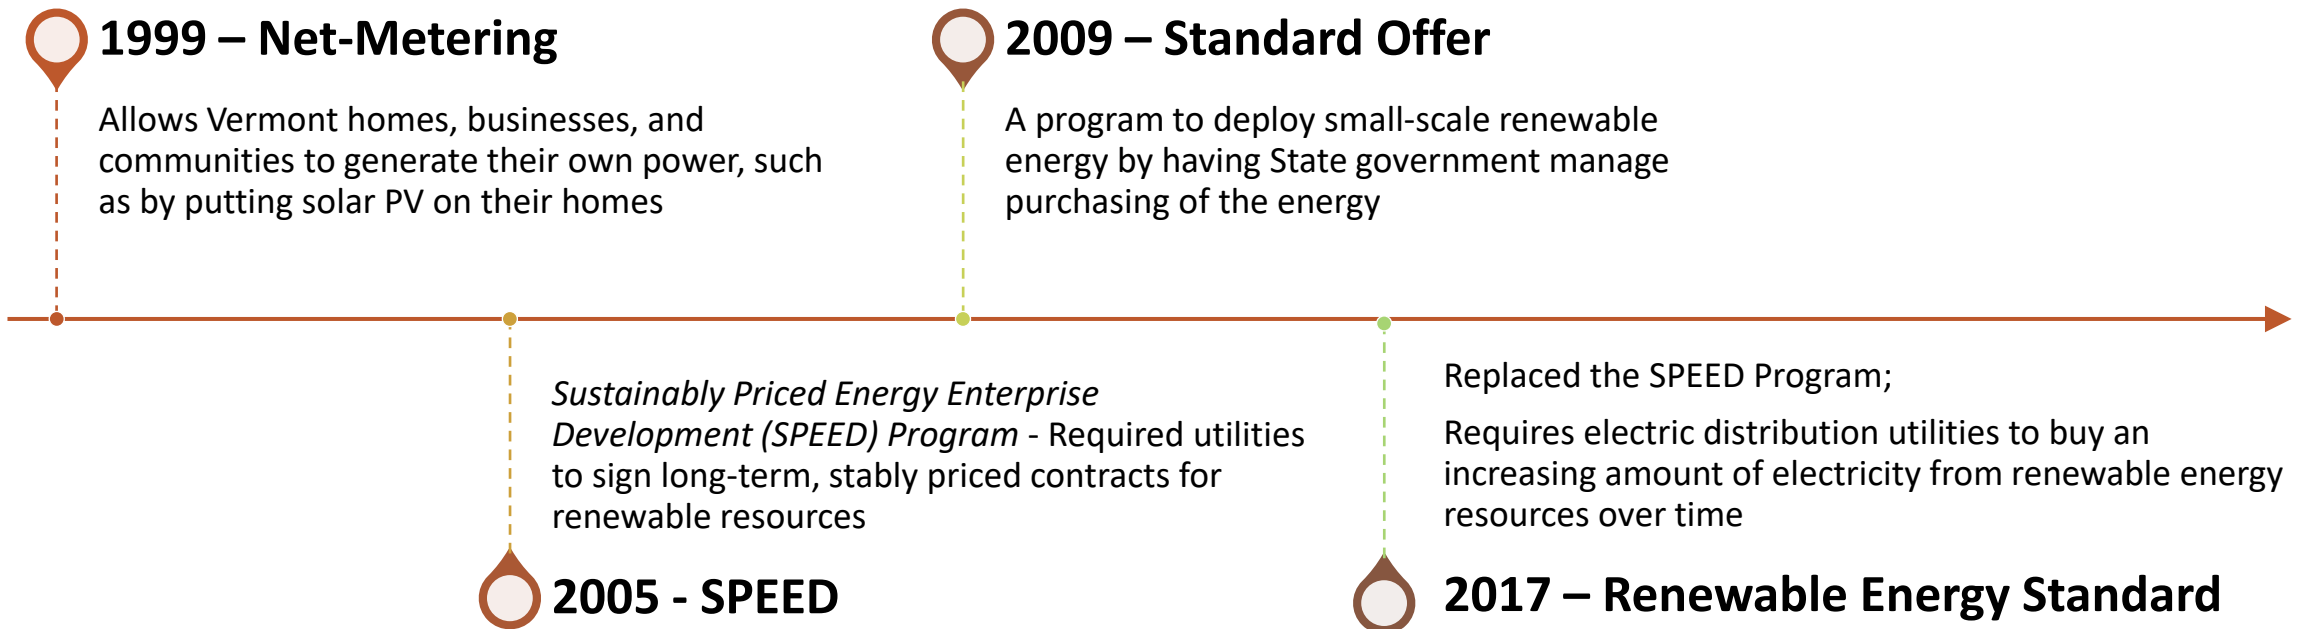 1999 – Net-Metering
Allows Vermont homes, businesses, and
communities to generate their own power, such
as by putting solar PV on their homes
2009 – Standard Offer
A program to deploy small-scale renewable
energy by having State government manage
purchasing of the energy
Sustainably Priced Energy Enterprise
Development (SPEED) Program - Required utilities
to sign long-term, stably priced contracts for
renewable resources
2005 - SPEED
Replaced the SPEED Program;
Requires electric distribution utilities to buy an
increasing amount of electricity from renewable energy
resources over time
2017 – Renewable Energy Standard